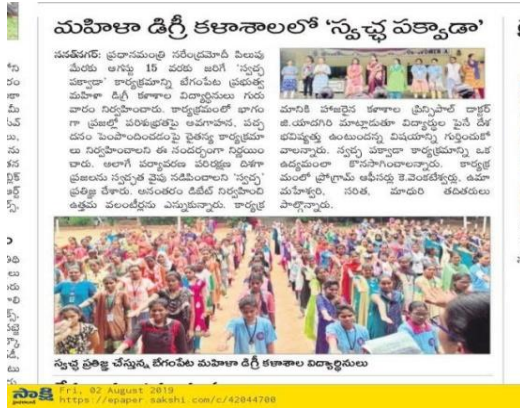 మహిళా డిగ్రీ కళాశాలలో 'స్వచ్ఛ పక్వాడా'
సనత్‌నగర్: ప్రధానమంత్రి నరేంద్రమోదీ పిలుపు
మేరకు ఆగస్టు 15 వరకు జరిగే 'స్వచ్ఛ
పక్వాడా' కార్యక్రమాన్ని బేగంపేట ప్రభుత్వ
మహిళా డిగ్రీ కళాశాల విద్యార్థినులు గురు
వారం నిర్వహించారు. కార్యక్రమంలో భాగం
గా ప్రజల్లో పరిశుభ్రతపై అవగాహన, పచ్చ
దనం పెంపొందించడంపై చైతన్య కార్యక్రమా
లు నిర్వహించాలని ఈ సందర్భంగా నిర్ణయిం
చారు. అలాగే పర్యావరణ పరిరక్షణ దిశగా
ప్రజలను స్వచ్ఛత వైపు నడిపించాలని 'స్వచ్ఛ'
ప్రతిజ్ఞ చేశారు. అనంతరం డిబేట్ నిర్వహించి
ఉత్తమ వలంటీర్లను ఎన్నుకున్నారు. కార్యక్ర
మానికి హాజరైన కళాశాల ప్రిన్సిపాల్ డాక్టర్
జి.యాదగిరి మాట్లాడుతూ విద్యార్థుల పైనే దేశ
భవిష్యత్తు ఉంటుందన్న విషయాన్ని గుర్తించుకో
వాలన్నారు. స్వచ్ఛ పక్వాడా కార్యక్రమాన్ని ఒక
ఉద్యమంలా కొనసాగించాలన్నారు. కార్యక్ర
మంలో ప్రోగ్రామ్ ఆఫీసర్లు కె.వెంకటేశ్వర్లు, ఉమా
మహేశ్వరి, సరిత, మాధురి తదితరులు
పాల్గొన్నారు.
స్వచ్ఛ ప్రతిజ్ఞ చేస్తున్న బేగంపేట మహిళా డిగ్రీ కళాశాల విద్యార్థినులు
సాక్షి
Fri, 02 August 2019
https://epaper.sakshi.com/c/42044700